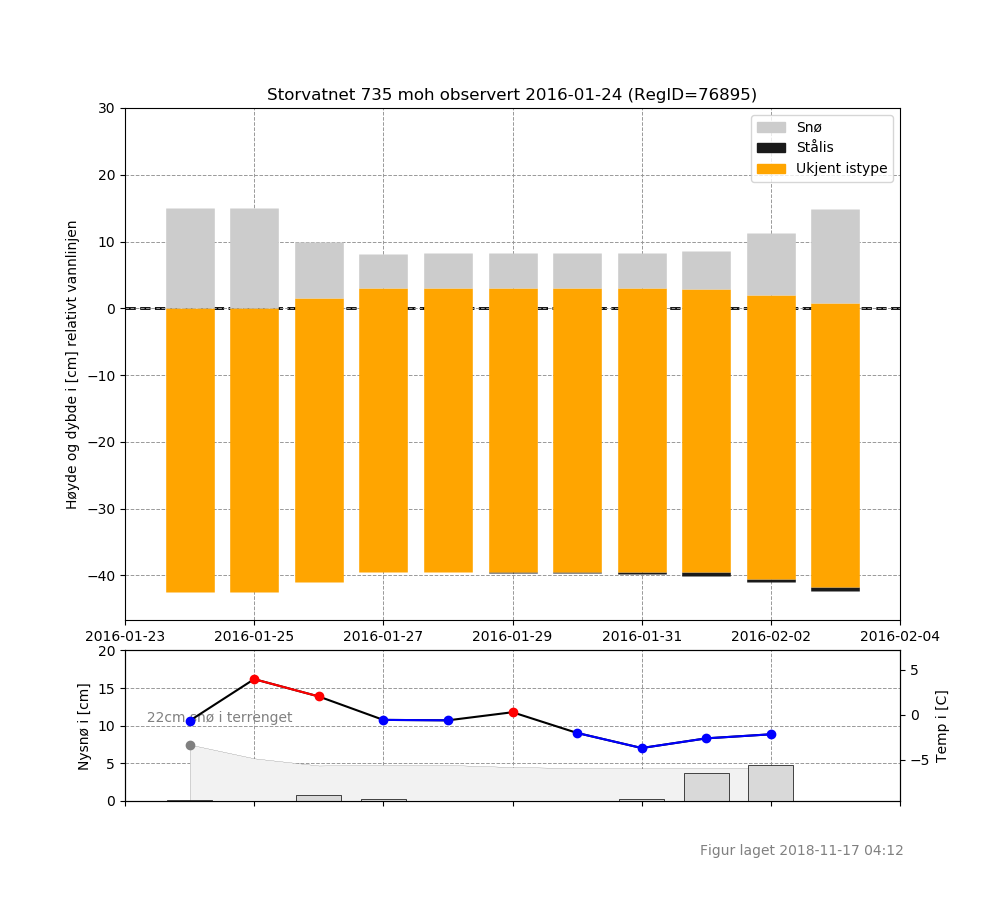 Storvatnet 735 moh observert 2016-01-24 (RegID=76895)
Høyde og dybde i [cm] relativt vannlinjen
30
20
10
0
−10
−20
−30
−40
Snø
Stålis
Ukjent istype
2016-01-23
2016-01-25
2016-01-27
2016-01-29
2016-01-31
2016-02-02
2016-02-04
Nysnø i [cm]
20
15
10
5
0
22cm snø i terrenget
5
0
−5
Temp i [C]
Figur laget 2018-11-17 04:12